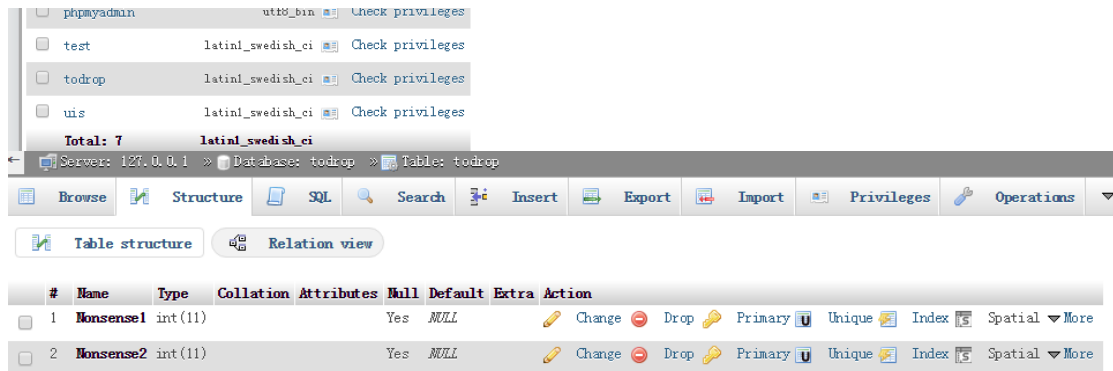 phpmyadmin utf8_bin Check privileges
test latin1_swedish_ci Check privileges
todrop latin1_swedish_ci Check privileges
uis latin1_swedish_ci Check privileges
Total: 7 latin1_swedish_ci
Server: 127.0.0.1 » Database: todrop » Table: todrop
Browse Structure SQL Search Insert Export Import Privileges Operations
Table structure Relation view
# Name Type Collation Attributes Null Default Extra Action
1 Nonsense1 int(11) Yes NULL Change Drop Primary Unique Index Spatial More
2 Nonsense2 int(11) Yes NULL Change Drop Primary Unique Index Spatial More